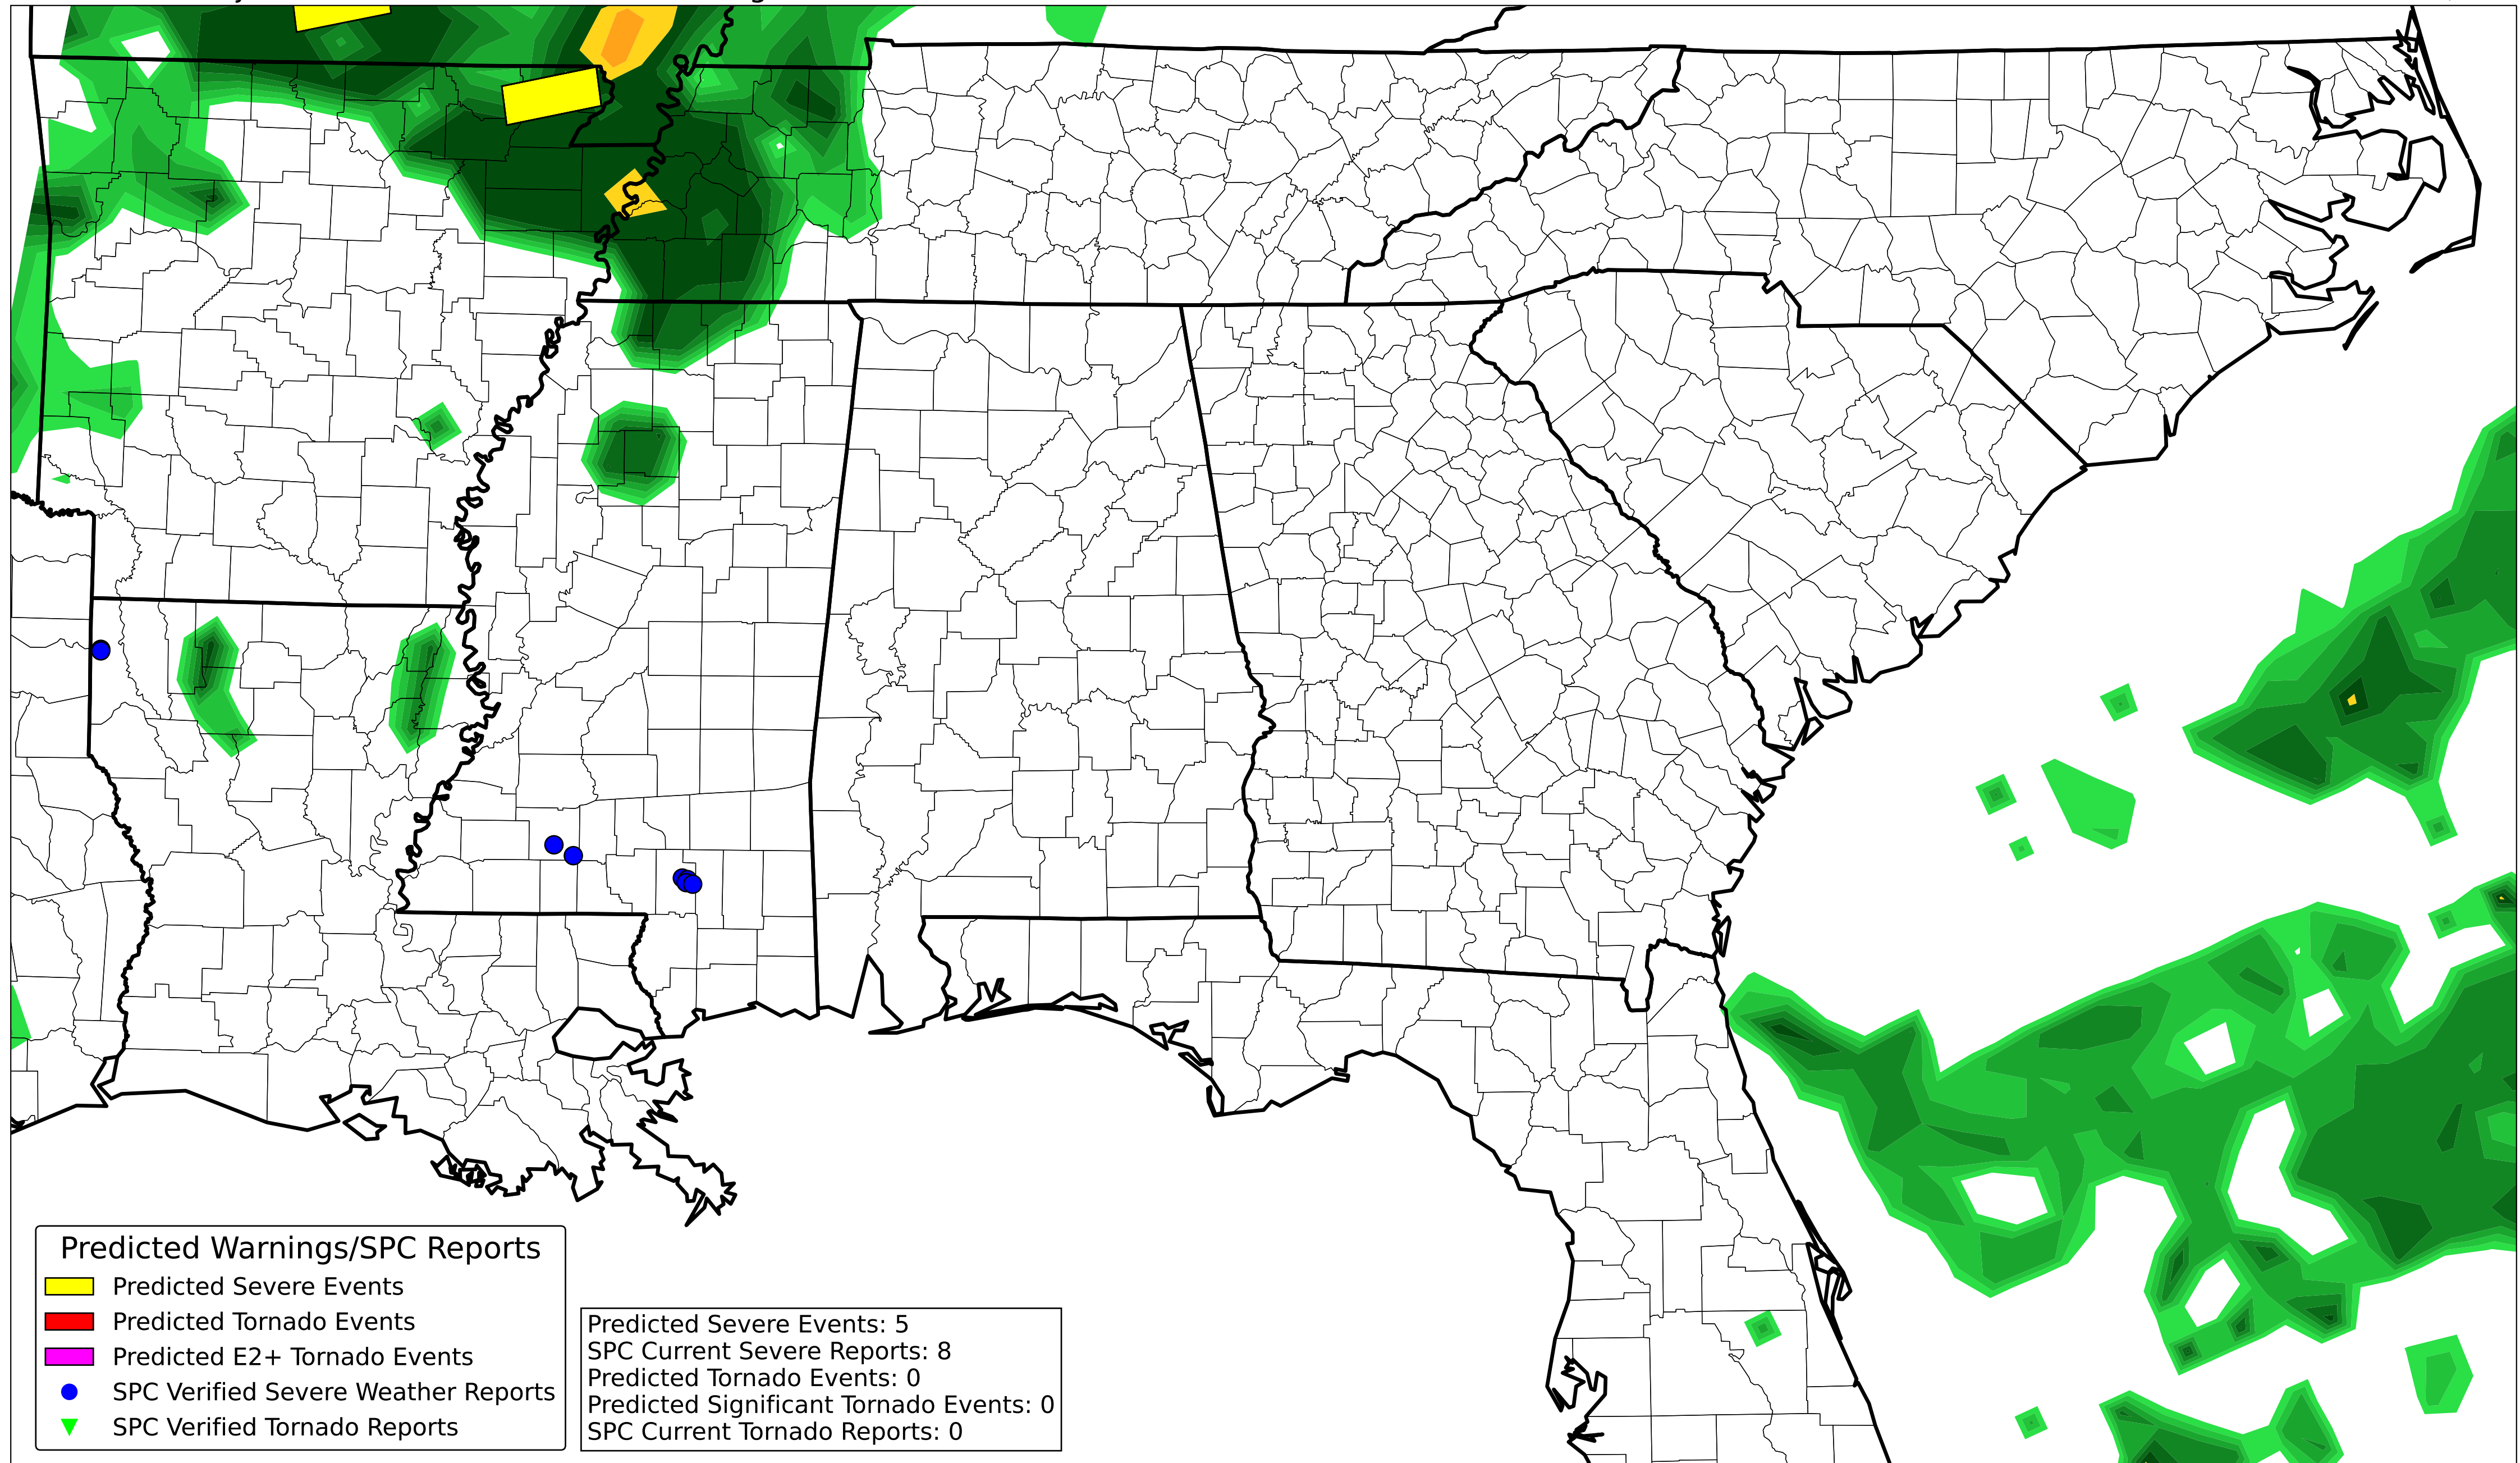 Predicted Warnings/SPC Reports
Predicted Severe Events
Predicted Tornado Events
Predicted E2+ Tornado Events
SPC Verified Severe Weather Reports
SPC Verified Tornado Reports
Predicted Severe Events: 5
SPC Current Severe Reports: 8
Predicted Tornado Events: 0
Predicted Significant Tornado Events: 0
SPC Current Tornado Reports: 0